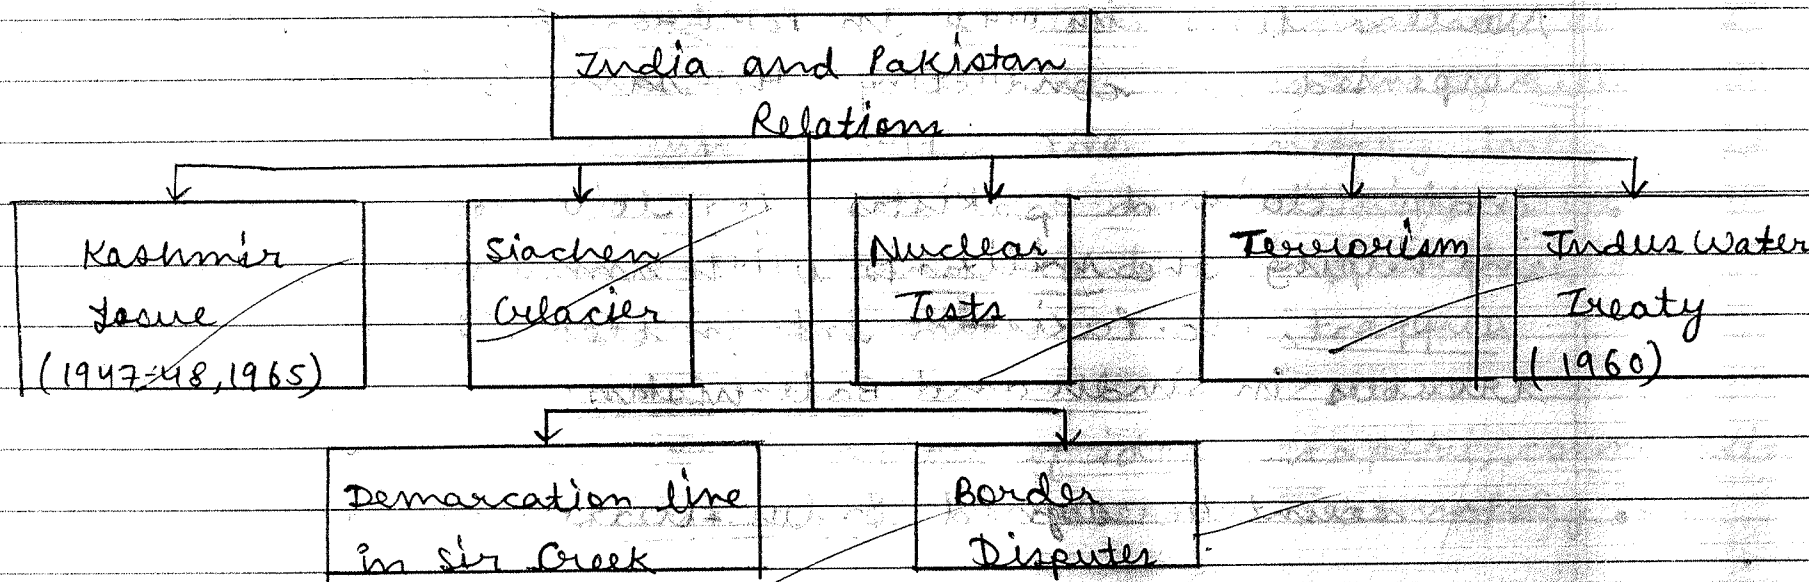 India and Pakistan
Relations
Kashmir
Issue
(1947-48, 1965)
Siachen
Glacier
Nuclear
Tests
Terrorism
Indus Water
Treaty
(1960)
Demarcation line
in Sir Creek
Border
Disputes